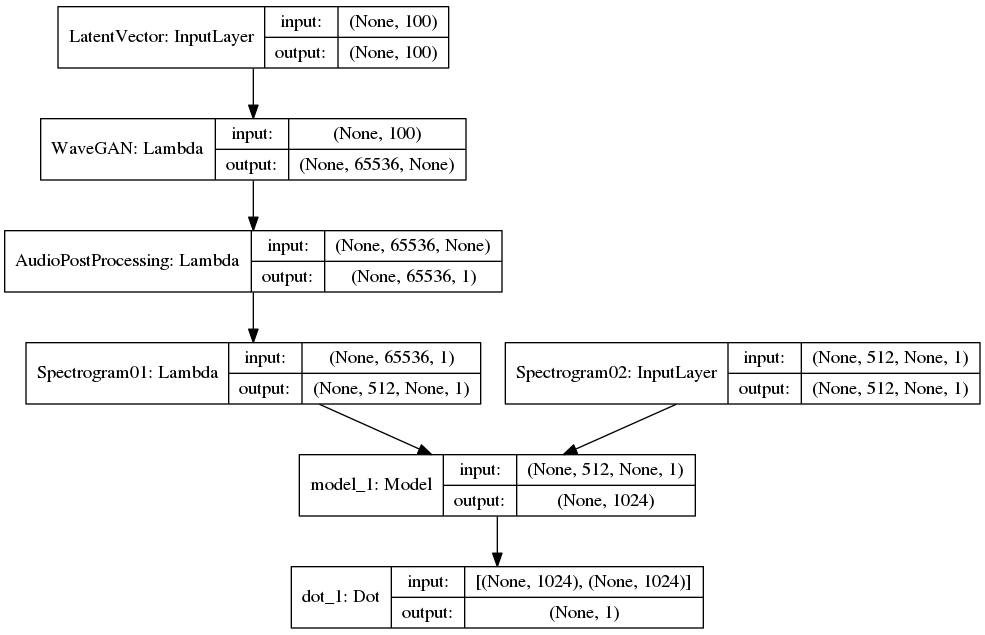 LatentVector: InputLayer
input: (None, 100)
output: (None, 100)
WaveGAN: Lambda
input: (None, 100)
output: (None, 65536, None)
AudioPostProcessing: Lambda
input: (None, 65536, None)
output: (None, 65536, 1)
Spectrogram01: Lambda
input: (None, 65536, 1)
output: (None, 512, None, 1)
Spectrogram02: InputLayer
input: (None, 512, None, 1)
output: (None, 512, None, 1)
model_1: Model
input: (None, 512, None, 1)
output: (None, 1024)
dot_1: Dot
input: [(None, 1024), (None, 1024)]
output: (None, 1)